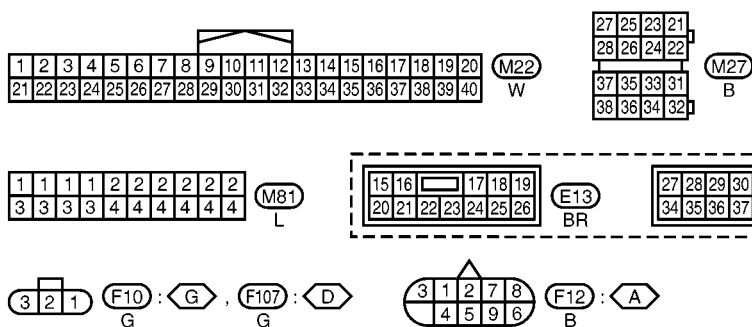 1 2 3 4 5 6 7 8 9 10 11 12 13 14 15 16 17 18 19 20
21 22 23 24 25 26 27 28 29 30 31 32 33 34 35 36 37 38 39 40
M22
W
27 25 23 21
28 26 24 22
37 35 33 31
38 36 34 32
M27
B
1 1 1 1 2 2 2 2 2 2
3 3 3 3 4 4 4 4 4 4
M81
L
15 16 17 18 19
20 21 22 23 24 25 26
E13
BR
27 28 29 30
34 35 36 37
3 2 1
F10 : G , F107 : D
G G
3 1 2 7 8
4 5 9 6
F12 : A
B